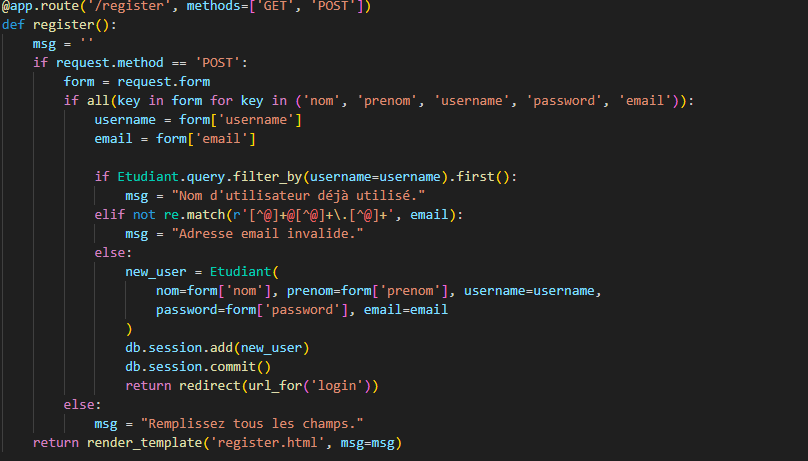 @app.route('/register', methods=['GET', 'POST'])
def register():
    msg = ''
    if request.method == 'POST':
        form = request.form
        if all(key in form for key in ('nom', 'prenom', 'username', 'password', 'email')):
            username = form['username']
            email = form['email']

            if Etudiant.query.filter_by(username=username).first():
                msg = "Nom d'utilisateur déjà utilisé."
            elif not re.match(r'[^@]+@[^@]+\.[^@]+', email):
                msg = "Adresse email invalide."
            else:
                new_user = Etudiant(
                    nom=form['nom'], prenom=form['prenom'], username=username,
                    password=form['password'], email=email
                )
                db.session.add(new_user)
                db.session.commit()
                return redirect(url_for('login'))
        else:
            msg = "Remplissez tous les champs."
    return render_template('register.html', msg=msg)